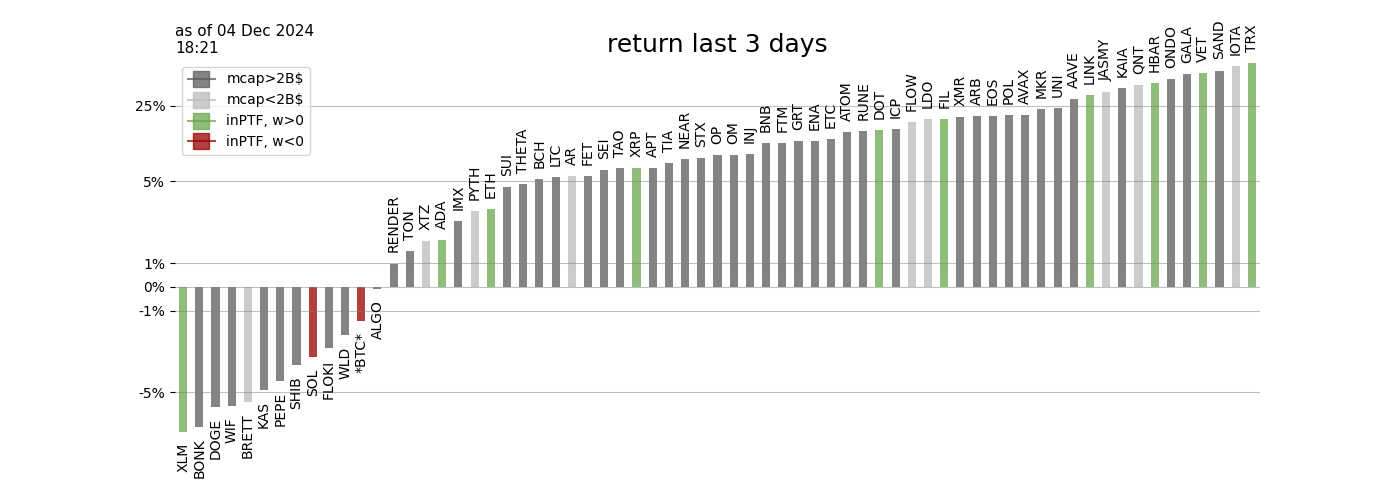 as of 04 Dec 2024
18:21
return last 3 days
mcap>2B$
mcap<2B$
inPTF, w>0
inPTF, w<0
25%
5%
1%
0%
-1%
-5%
XLM
BONK
DOGE
WIF
BRETT
KAS
PEPE
SHIB
SOL
FLOKI
WLD
*BTC*
ALGO
RENDER
TON
XTZ
ADA
IMX
PYTH
ETH
SUI
THETA
BCH
LTC
AR
FET
SEI
TAO
XRP
APT
TIA
NEAR
STX
OP
OM
INJ
BNB
FTM
GRT
ENA
ETC
ATOM
RUNE
DOT
ICP
FLOW
LDO
FIL
XMR
ARB
EOS
POL
AVAX
MKR
UNI
AAVE
LINK
JASMY
KAIA
QNT
HBAR
ONDO
GALA
VET
SAND
IOTA
TRX